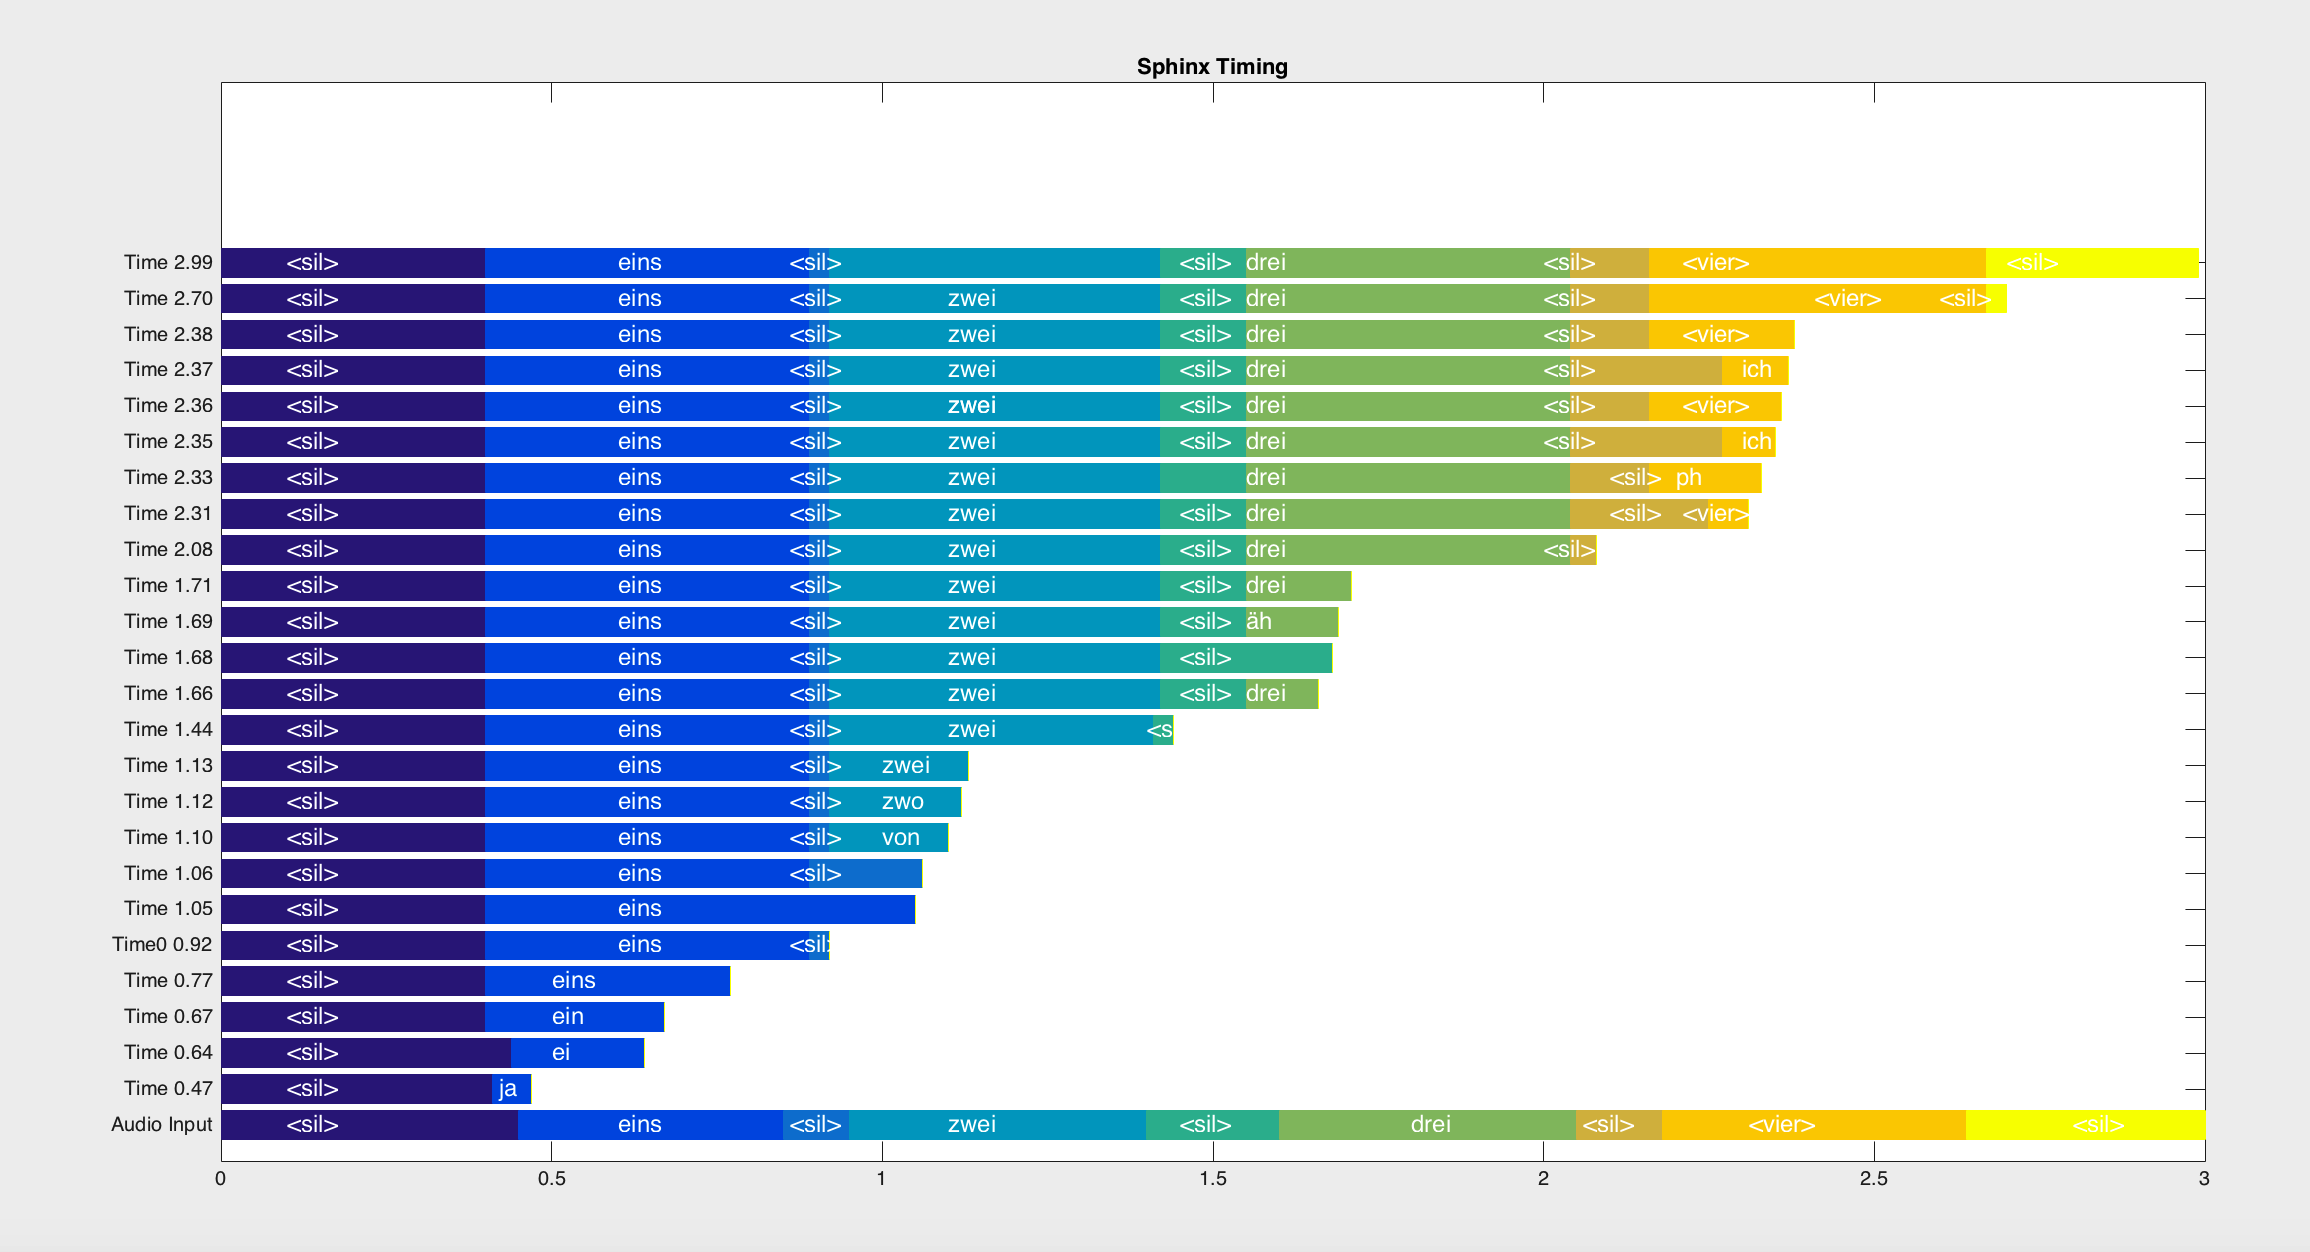 Sphinx Timing
Time 2.99 <sil> eins <sil> <sil> drei <sil> <vier> <sil>
Time 2.70 <sil> eins <sil> zwei <sil> drei <sil> <vier> <sil>
Time 2.38 <sil> eins <sil> zwei <sil> drei <sil> <vier>
Time 2.37 <sil> eins <sil> zwei <sil> drei <sil> ich
Time 2.36 <sil> eins <sil> zwei <sil> drei <sil> <vier>
Time 2.35 <sil> eins <sil> zwei <sil> drei <sil> ich
Time 2.33 <sil> eins <sil> zwei drei <sil> ph
Time 2.31 <sil> eins <sil> zwei <sil> drei <sil> <vier>
Time 2.08 <sil> eins <sil> zwei <sil> drei <sil>
Time 1.71 <sil> eins <sil> zwei <sil> drei
Time 1.69 <sil> eins <sil> zwei <sil> äh
Time 1.68 <sil> eins <sil> zwei <sil>
Time 1.66 <sil> eins <sil> zwei <sil> drei
Time 1.44 <sil> eins <sil> zwei <s
Time 1.13 <sil> eins <sil> zwei
Time 1.12 <sil> eins <sil> zwo
Time 1.10 <sil> eins <sil> von
Time 1.06 <sil> eins <sil>
Time 1.05 <sil> eins
Time0 0.92 <sil> eins <sil>
Time 0.77 <sil> eins
Time 0.67 <sil> ein
Time 0.64 <sil> ei
Time 0.47 <sil> ja
Audio Input <sil> eins <sil> zwei <sil> drei <sil> <vier> <sil>
0 0.5 1 1.5 2 2.5 3